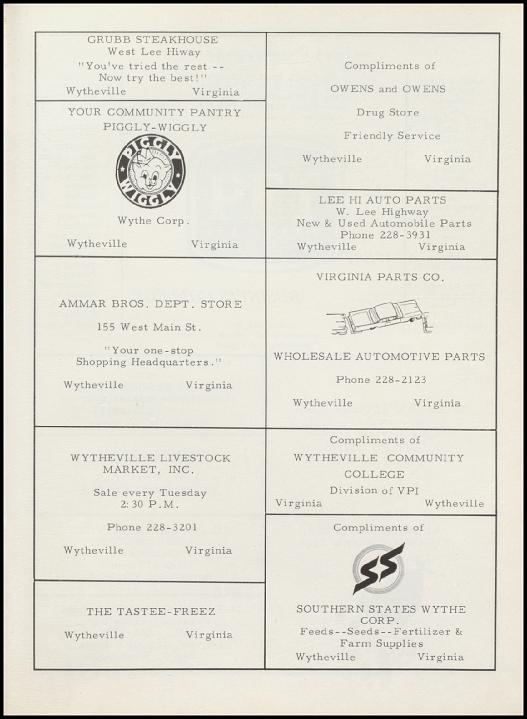 GRUBB STEAKHOUSE
West Lee Hiway
"You've tried the rest --
Now try the best!"
Wytheville Virginia
YOUR COMMUNITY PANTRY
PIGGLY-WIGGLY
PIGGLY
WIGGLY
Wythe Corp.
Wytheville Virginia
AMMAR BROS. DEPT. STORE
155 West Main St.
"Your one-stop
Shopping Headquarters."
Wytheville Virginia
WYTHEVILLE LIVESTOCK
MARKET, INC.
Sale every Tuesday
2:30 P.M.
Phone 228-3201
Wytheville Virginia
THE TASTEE-FREEZ
Wytheville Virginia
Compliments of
OWENS and OWENS
Drug Store
Friendly Service
Wytheville Virginia
LEE HI AUTO PARTS
W. Lee Highway
New & Used Automobile Parts
Phone 228-3931
Wytheville Virginia
VIRGINIA PARTS CO.
WHOLESALE AUTOMOTIVE PARTS
Phone 228-2123
Wytheville Virginia
Compliments of
WYTHEVILLE COMMUNITY
COLLEGE
Division of VPI
Virginia Wytheville
Compliments of
SS
SOUTHERN STATES WYTHE
CORP.
Feeds--Seeds--Fertilizer &
Farm Supplies
Wytheville Virginia